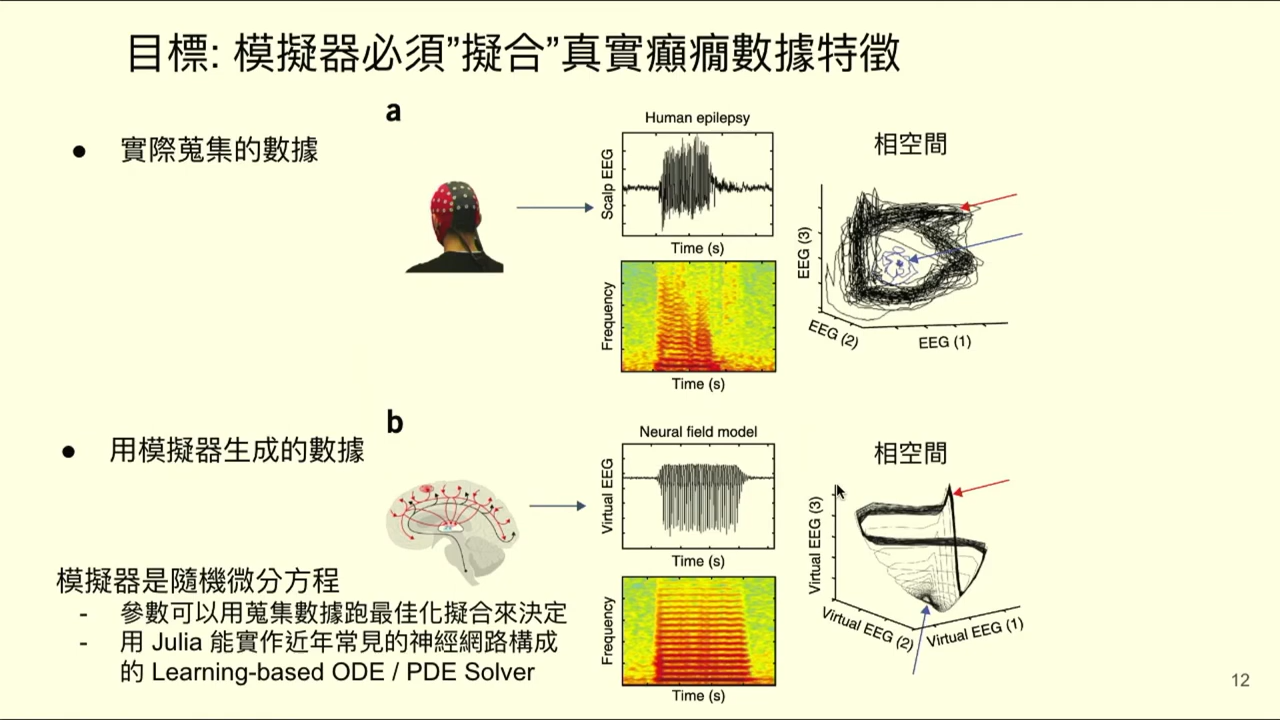 目標: 模擬器必須”擬合”真實癲癇數據特徵
● 實際蒐集的數據
a
Human epilepsy
Scalp EEG
Time (s)
Frequency
Time (s)
相空間
EEG (3)
EEG (2)
EEG (1)
● 用模擬器生成的數據
b
Neural field model
Virtual EEG
Time (s)
Frequency
Time (s)
相空間
Virtual EEG (3)
Virtual EEG (2)
Virtual EEG (1)
模擬器是隨機微分方程
- 參數可以用蒐集數據跑最佳化擬合來決定
- 用 Julia 能實作近年常見的神經網路構成
的 Learning-based ODE / PDE Solver
12